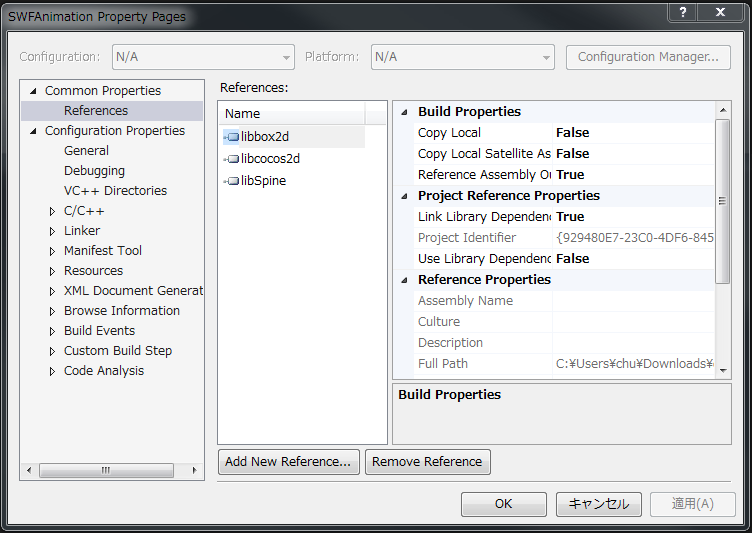 SWFAnimation Property Pages
?
Configuration: N/A Platform: N/A Configuration Manager...
Common Properties
References
Configuration Properties
General
Debugging
VC++ Directories
C/C++
Linker
Manifest Tool
Resources
XML Document Generat
Browse Information
Build Events
Custom Build Step
Code Analysis
References:
Name
libbox2d
libcocos2d
libSpine
Build Properties
Copy Local False
Copy Local Satellite As False
Reference Assembly Ou True
Project Reference Properties
Link Library Dependenc True
Project Identifier {929480E7-23C0-4DF6-845
Use Library Dependenc False
Reference Properties
Assembly Name
Culture
Description
Full Path C:¥Users¥chu¥Downloads¥
Build Properties
Add New Reference... Remove Reference
OK キャンセル 適用(A)